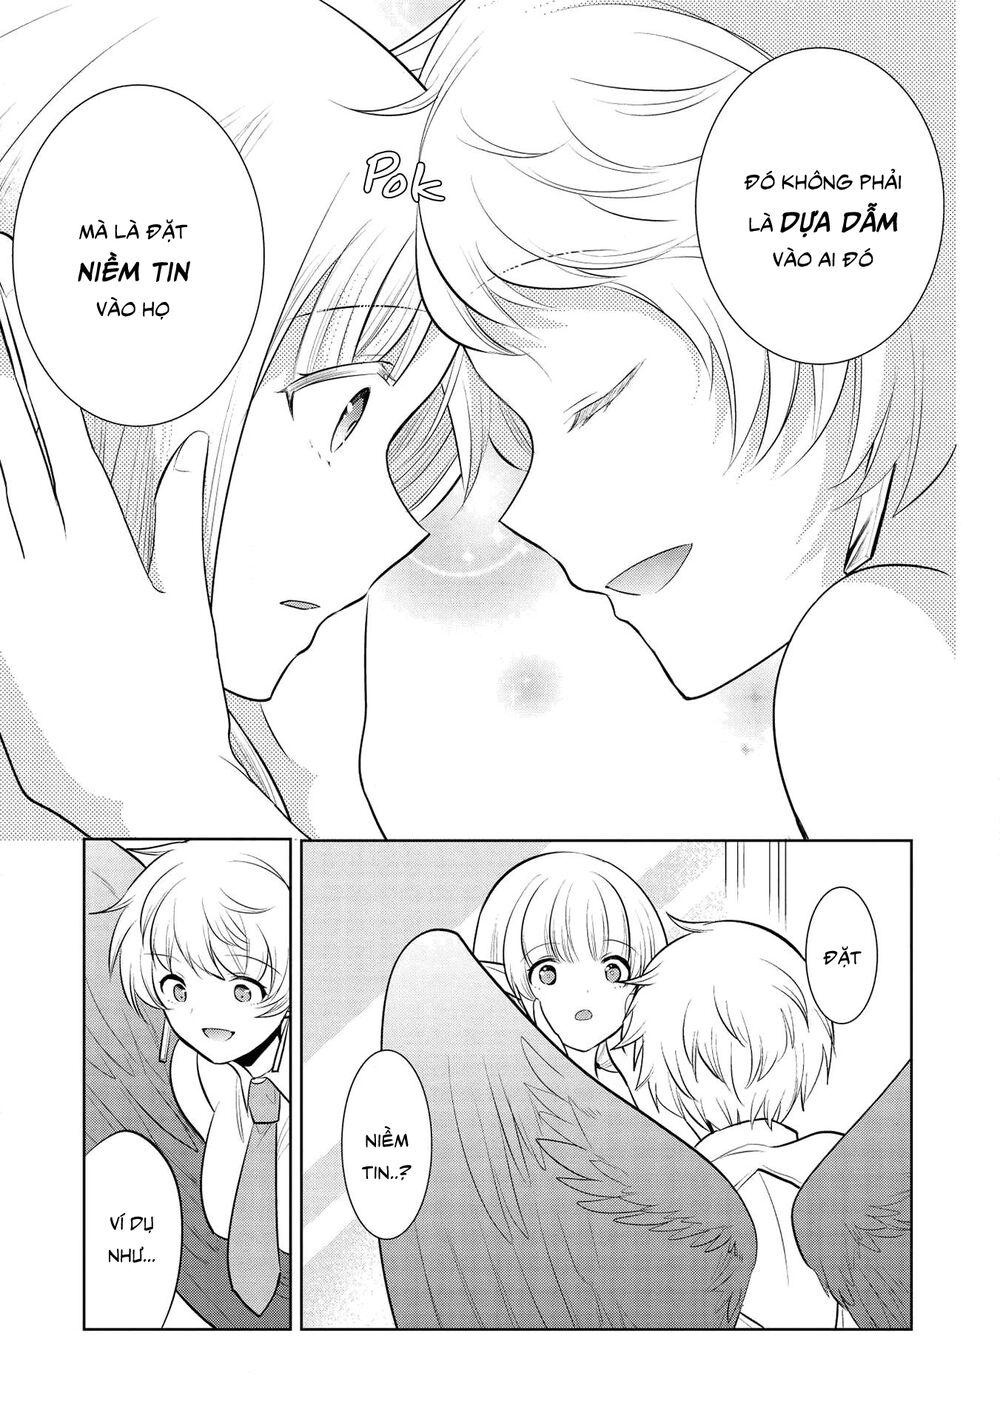 ĐÓ KHÔNG PHẢI
LÀ DỰA DẪM
VÀO AI ĐÓ
Pok
MÀ LÀ ĐẶT
NIỀM TIN
VÀO HỌ
ĐẶT
NIỀM
TIN..?
VÍ DỤ
NHƯ...